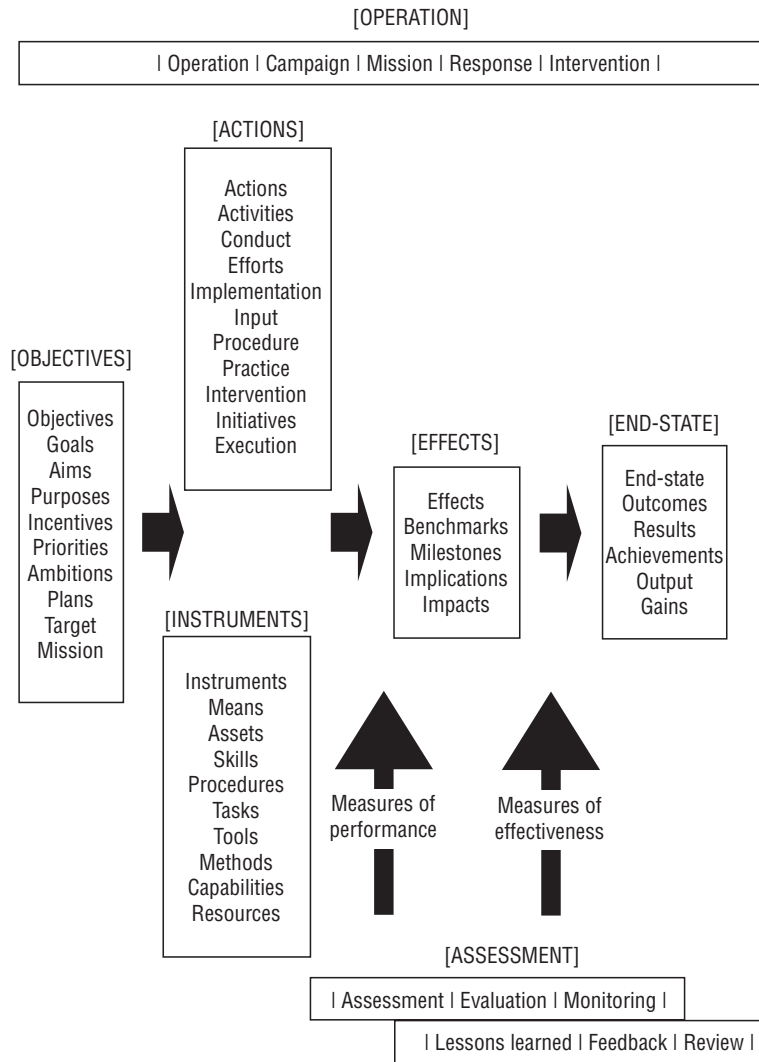 [OPERATION]
| Operation | Campaign | Mission | Response | Intervention |
[ACTIONS]
Actions
Activities
Conduct
Efforts
Implementation
Input
Procedure
Practice
Intervention
Initiatives
Execution
[OBJECTIVES]
Objectives
Goals
Aims
Purposes
Incentives
Priorities
Ambitions
Plans
Target
Mission
[INSTRUMENTS]
Instruments
Means
Assets
Skills
Procedures
Tasks
Tools
Methods
Capabilities
Resources
[EFFECTS]
Effects
Benchmarks
Milestones
Implications
Impacts
[END-STATE]
End-state
Outcomes
Results
Achievements
Output
Gains
Measures of
performance
Measures of
effectiveness
[ASSESSMENT]
| Assessment | Evaluation | Monitoring |
| Lessons learned | Feedback | Review |